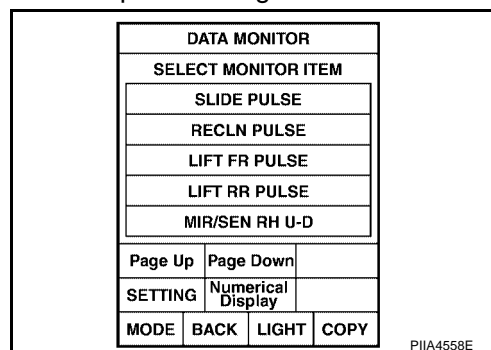 DATA MONITOR
SELECT MONITOR ITEM
SLIDE PULSE
RECLN PULSE
LIFT FR PULSE
LIFT RR PULSE
MIR/SEN RH U-D
Page Up Page Down
SETTING Numerical Display
MODE BACK LIGHT COPY
PIIA4558E